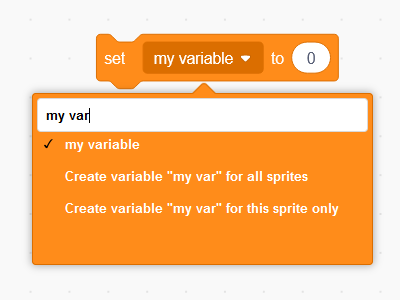 set my variable to 0
my var
my variable
Create variable "my var" for all sprites
Create variable "my var" for this sprite only